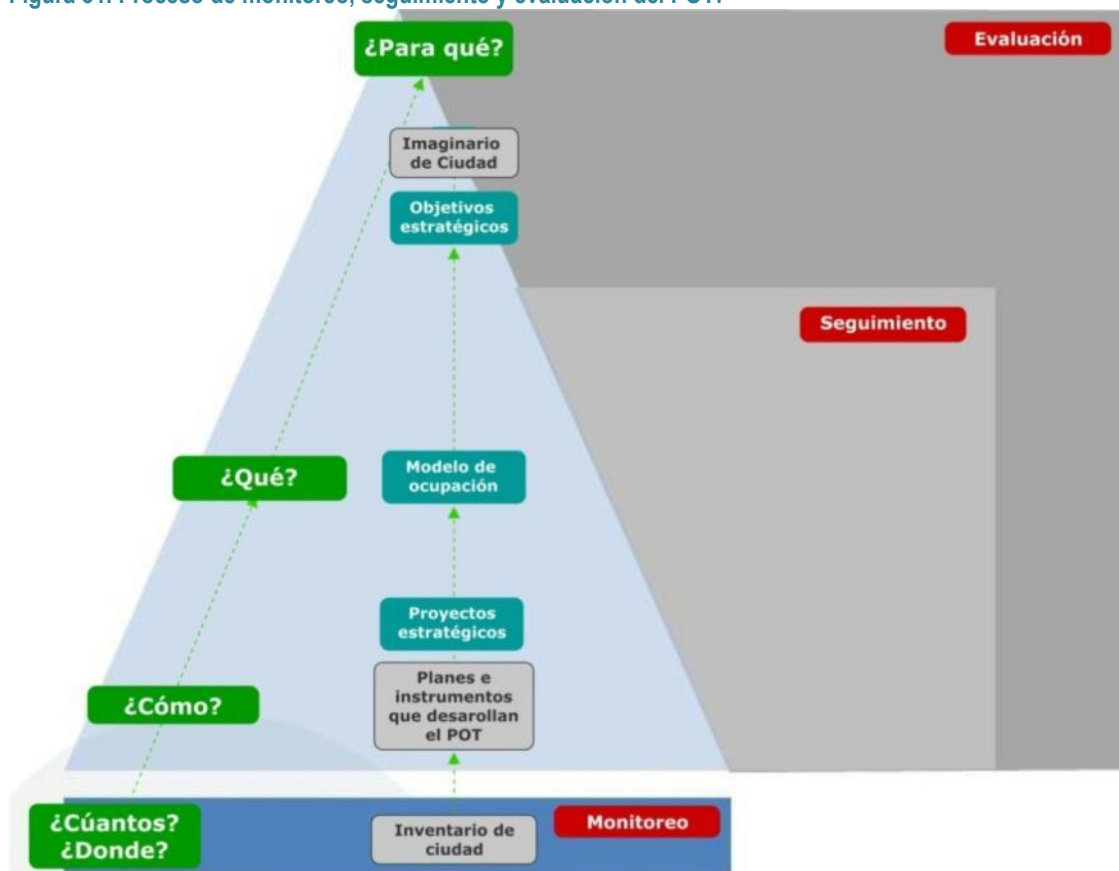 ¿Para qué?
Evaluación
Imaginario
de Ciudad
Objetivos
estratégicos
Seguimiento
¿Qué?
Modelo de
ocupación
Proyectos
estratégicos
¿Cómo?
Planes e
instrumentos
que desarollan
el POT
¿Cúantos?
¿Donde?
Inventario de
ciudad
Monitoreo